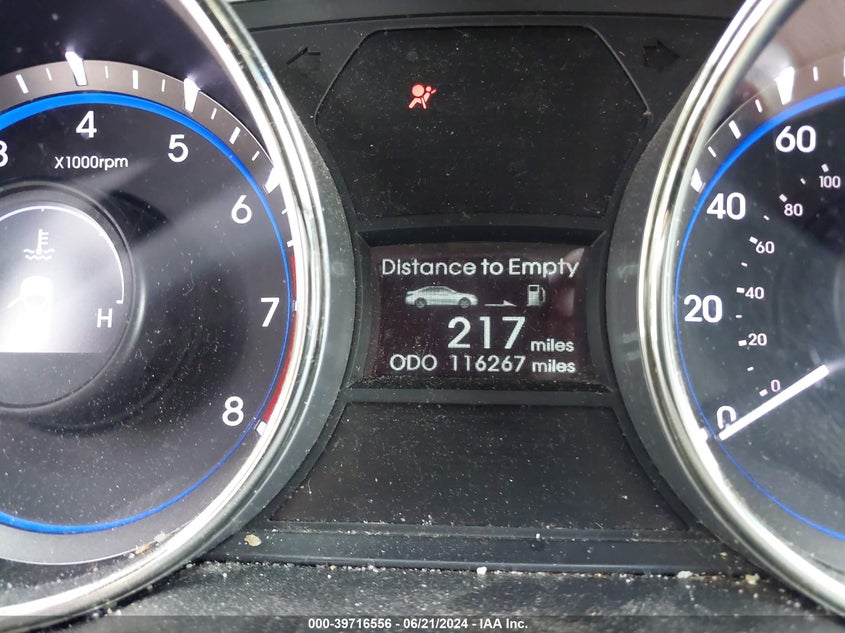 3 4 5 6 7 8
X1000rpm
H
Distance to Empty
217 miles
ODO 116267 miles
0 20 40 60
0 20 40 60 80 100
000-39716556 - 06/21/2024 - IAA Inc.